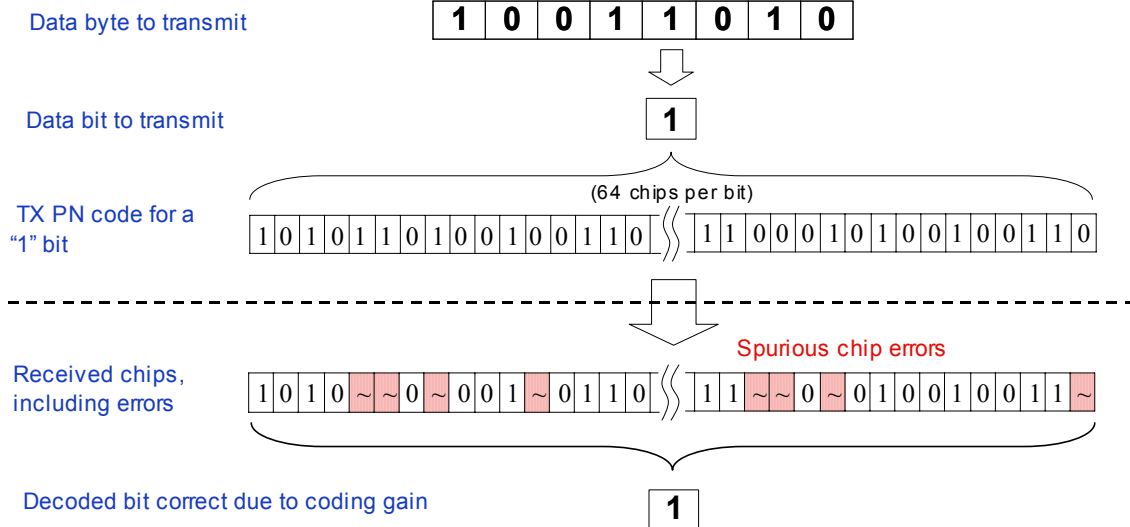 Data byte to transmit
1 0 0 1 1 0 1 0
Data bit to transmit
1
(64 chips per bit)
TX PN code for a
"1" bit
1 0 1 0 1 1 0 1 0 0 1 0 0 1 1 0 1 1 0 0 0 1 0 1 0 0 1 0 0 1 1 0
Spurious chip errors
Received chips,
including errors
1 0 1 0 ~ ~ 0 ~ 0 0 1 ~ 0 1 1 0 1 1 ~ ~ 0 ~ 0 1 0 0 1 0 0 1 1 ~
Decoded bit correct due to coding gain
1